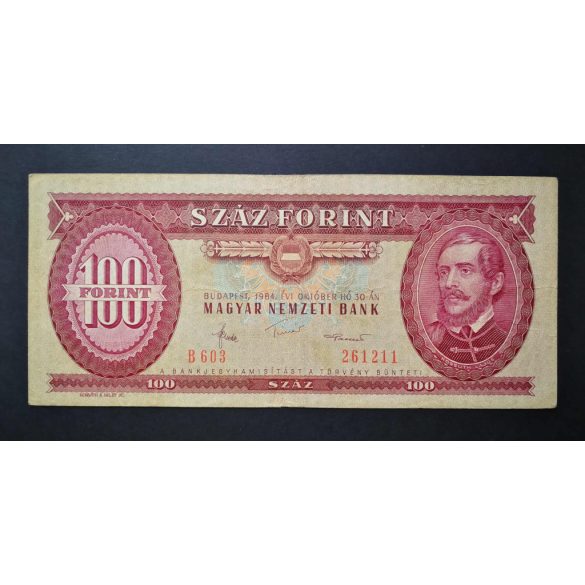 SZÁZ FORINT
100
FORINT
BUDAPEST, 1984. ÉVI OKTÓBER HÓ 30-ÁN
MAGYAR NEMZETI BANK
B 603 261211
A BANKJEGYHAMISÍTÁST A TÖRVÉNY BÜNTETI
100 SZÁZ 100